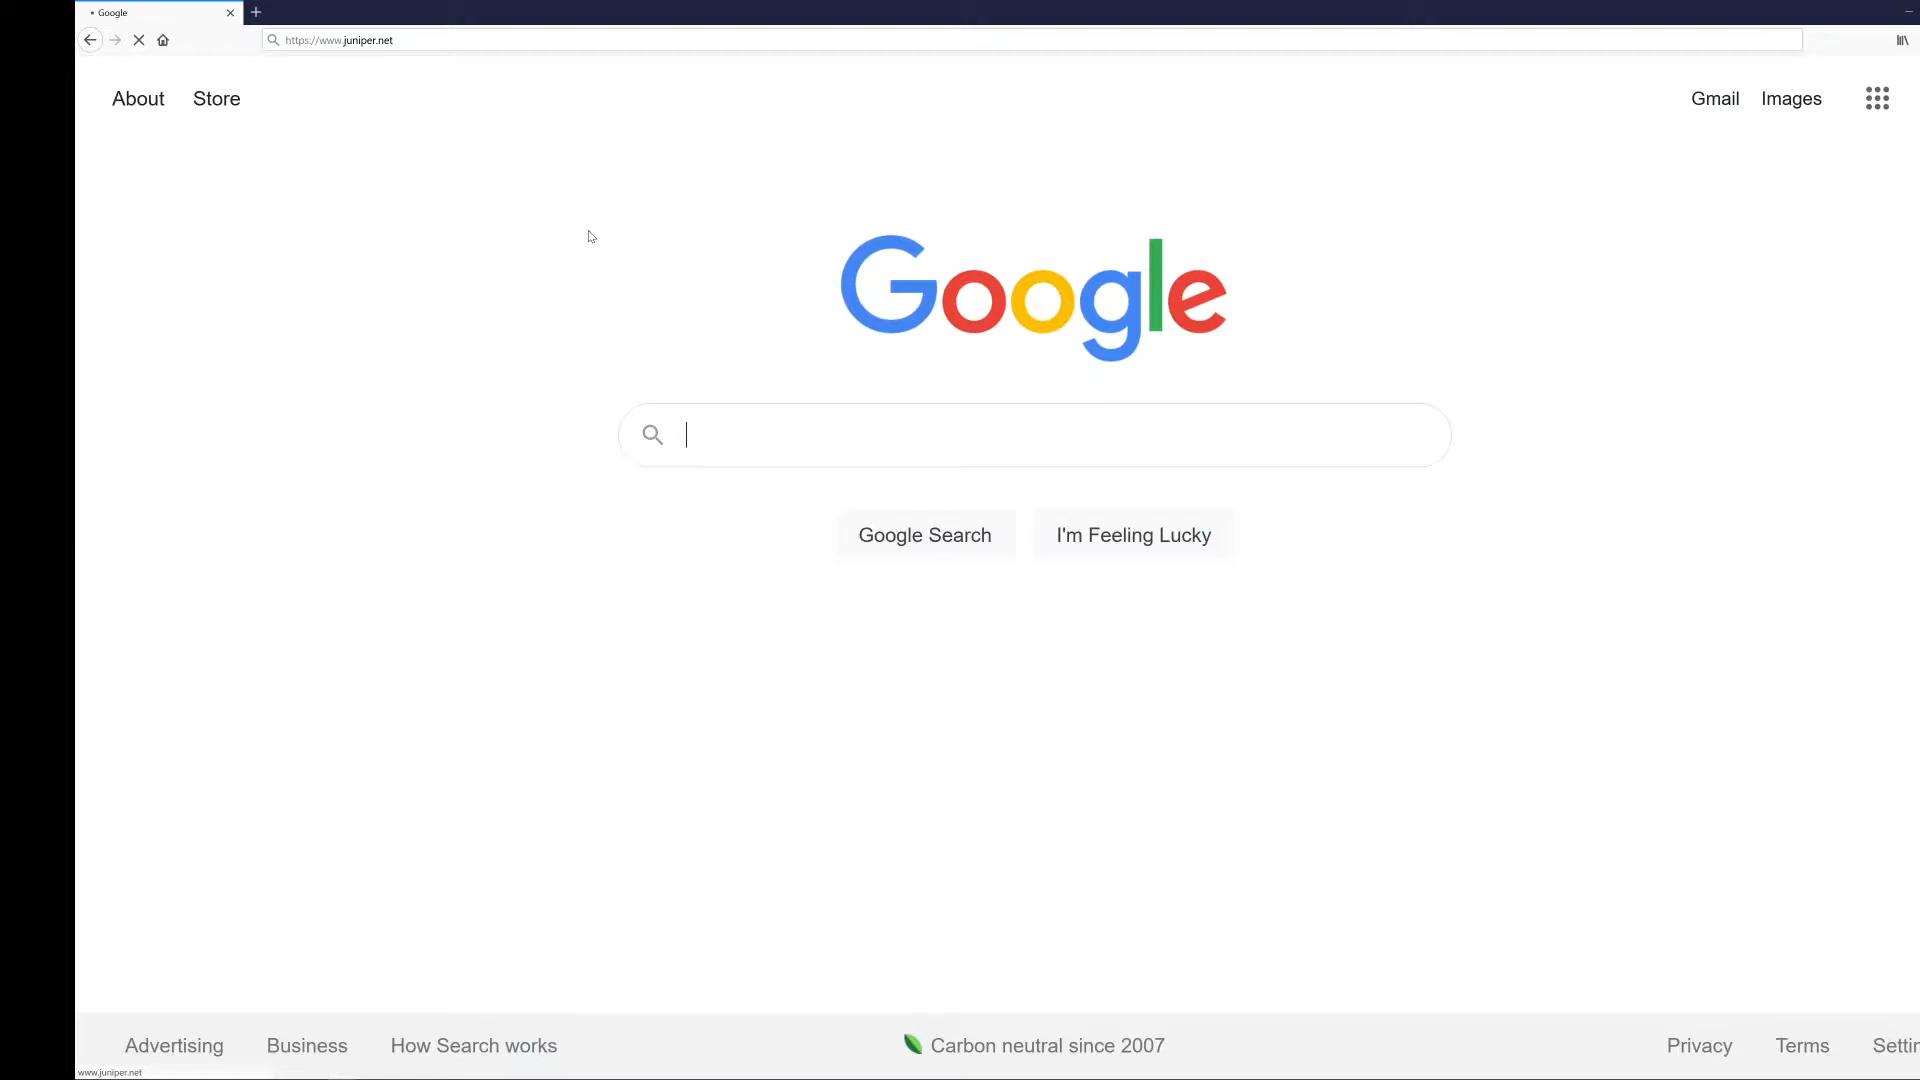 Google
https://www.juniper.net
About Store
Gmail Images
Google
Google Search I'm Feeling Lucky
Advertising Business How Search works
Carbon neutral since 2007
Privacy Terms Settin
www.juniper.net